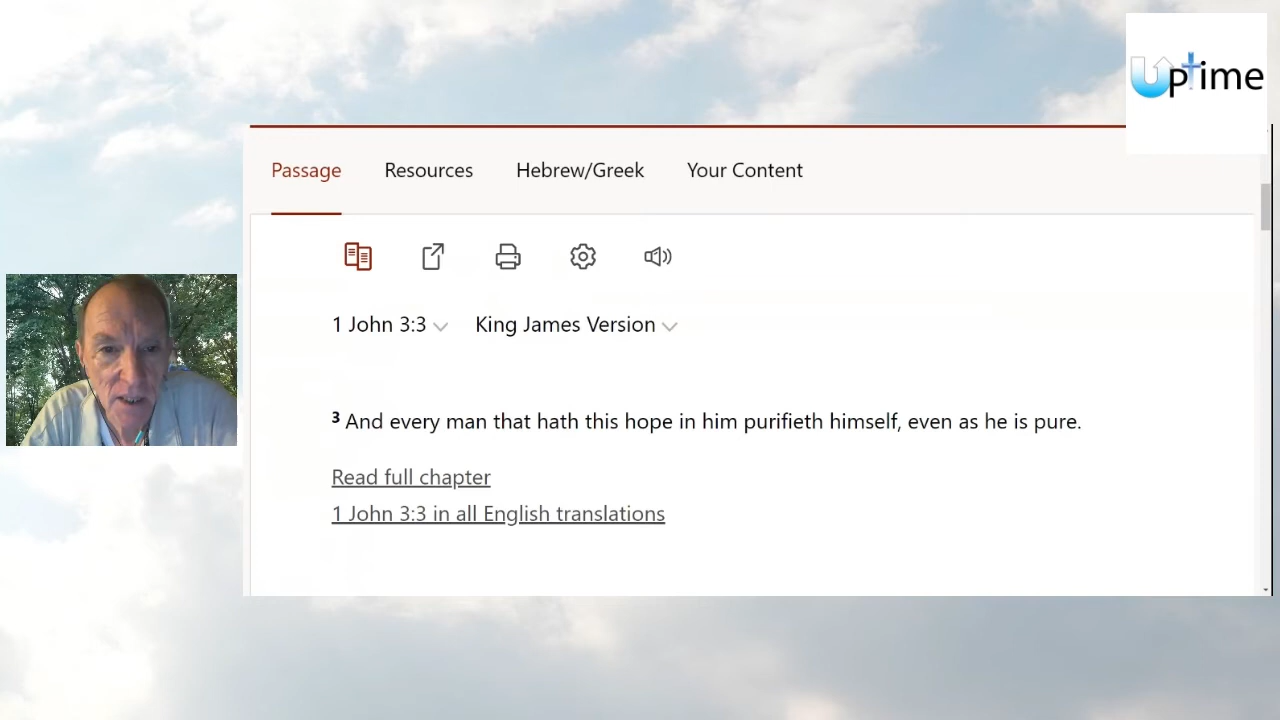 Uptime
Passage Resources Hebrew/Greek Your Content
1 John 3:3 King James Version
3 And every man that hath this hope in him purifieth himself, even as he is pure.
Read full chapter
1 John 3:3 in all English translations